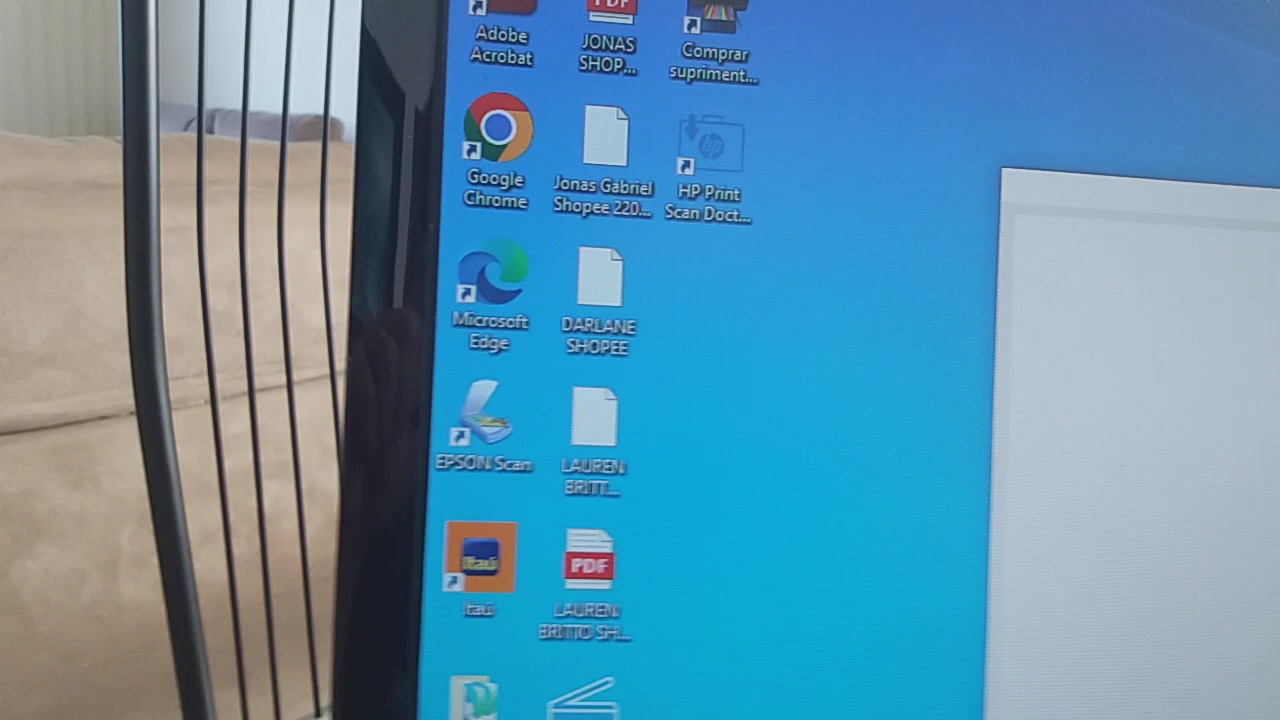 Adobe
Acrobat
PDF
JONAS
SHOP...
Comprar
supriment...
Google
Chrome
Jonas Gabriel
Shopee 220...
hp
HP Print
Scan Doct...
Microsoft
Edge
DARLANE
SHOPEE
EPSON Scan
LAUREN
BRITT...
Itaú
Itaú
PDF
LAUREN
BRITTO SH...